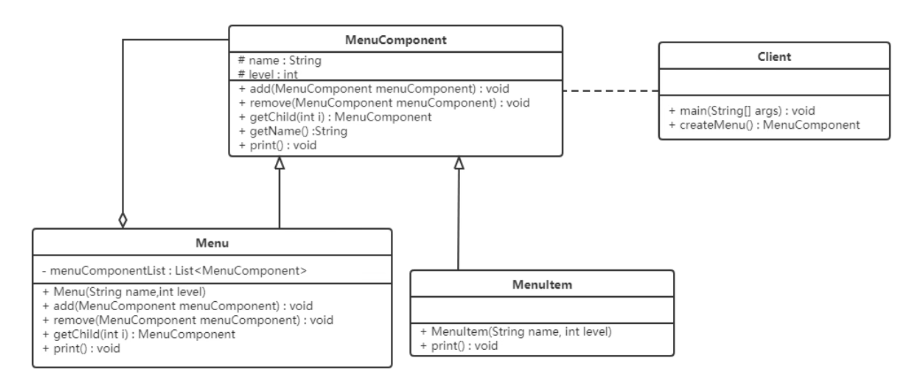 MenuComponent
# name : String
# level : int
+ add(MenuComponent menuComponent) : void
+ remove(MenuComponent menuComponent) : void
+ getChild(int i) : MenuComponent
+ getName() :String
+ print() : void
Client
+ main(String[] args) : void
+ createMenu() : MenuComponent
Menu
- menuComponentList : List<MenuComponent>
+ Menu(String name,int level)
+ add(MenuComponent menuComponent) : void
+ remove(MenuComponent menuComponent) : void
+ getChild(int i) : MenuComponent
+ print() : void
MenuItem
+ MenuItem(String name, int level)
+ print() : void